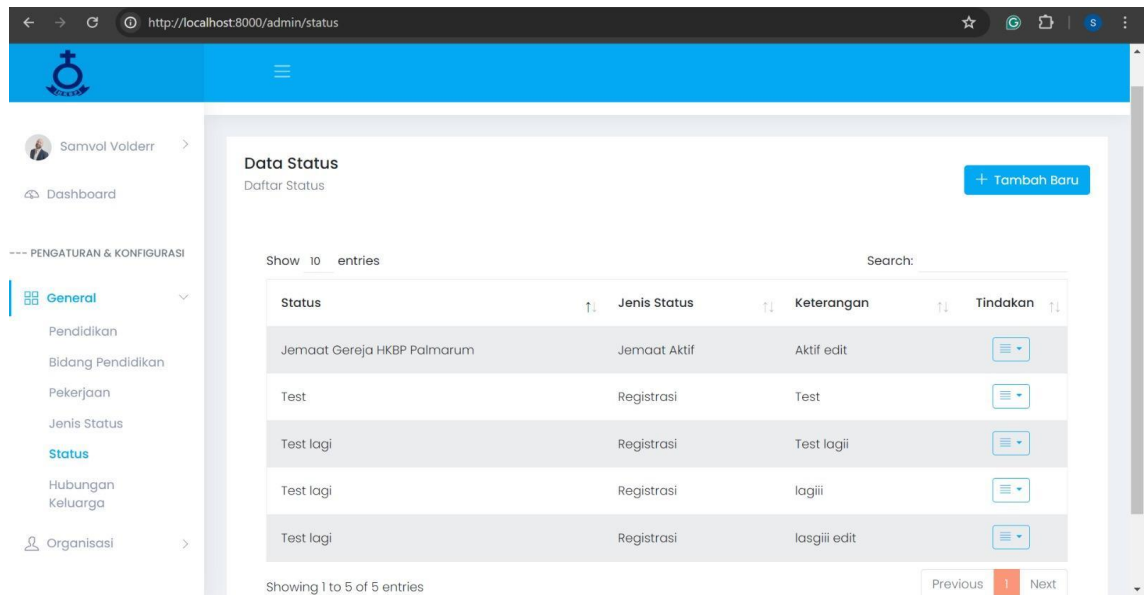 http://localhost:8000/admin/status
S
Samvol Volderr
Dashboard
--- PENGATURAN & KONFIGURASI
General
Pendidikan
Bidang Pendidikan
Pekerjaan
Jenis Status
Status
Hubungan
Keluarga
Organisasi
Data Status
Daftar Status
+ Tambah Baru
Show 10 entries
Search:
Status Jenis Status Keterangan Tindakan
Jemaat Gereja HKBP Palmarum Jemaat Aktif Aktif edit
Test Registrasi Test
Test lagi Registrasi Test lagii
Test lagi Registrasi lagiii
Test lagi Registrasi lasgiii edit
Showing 1 to 5 of 5 entries
Previous 1 Next